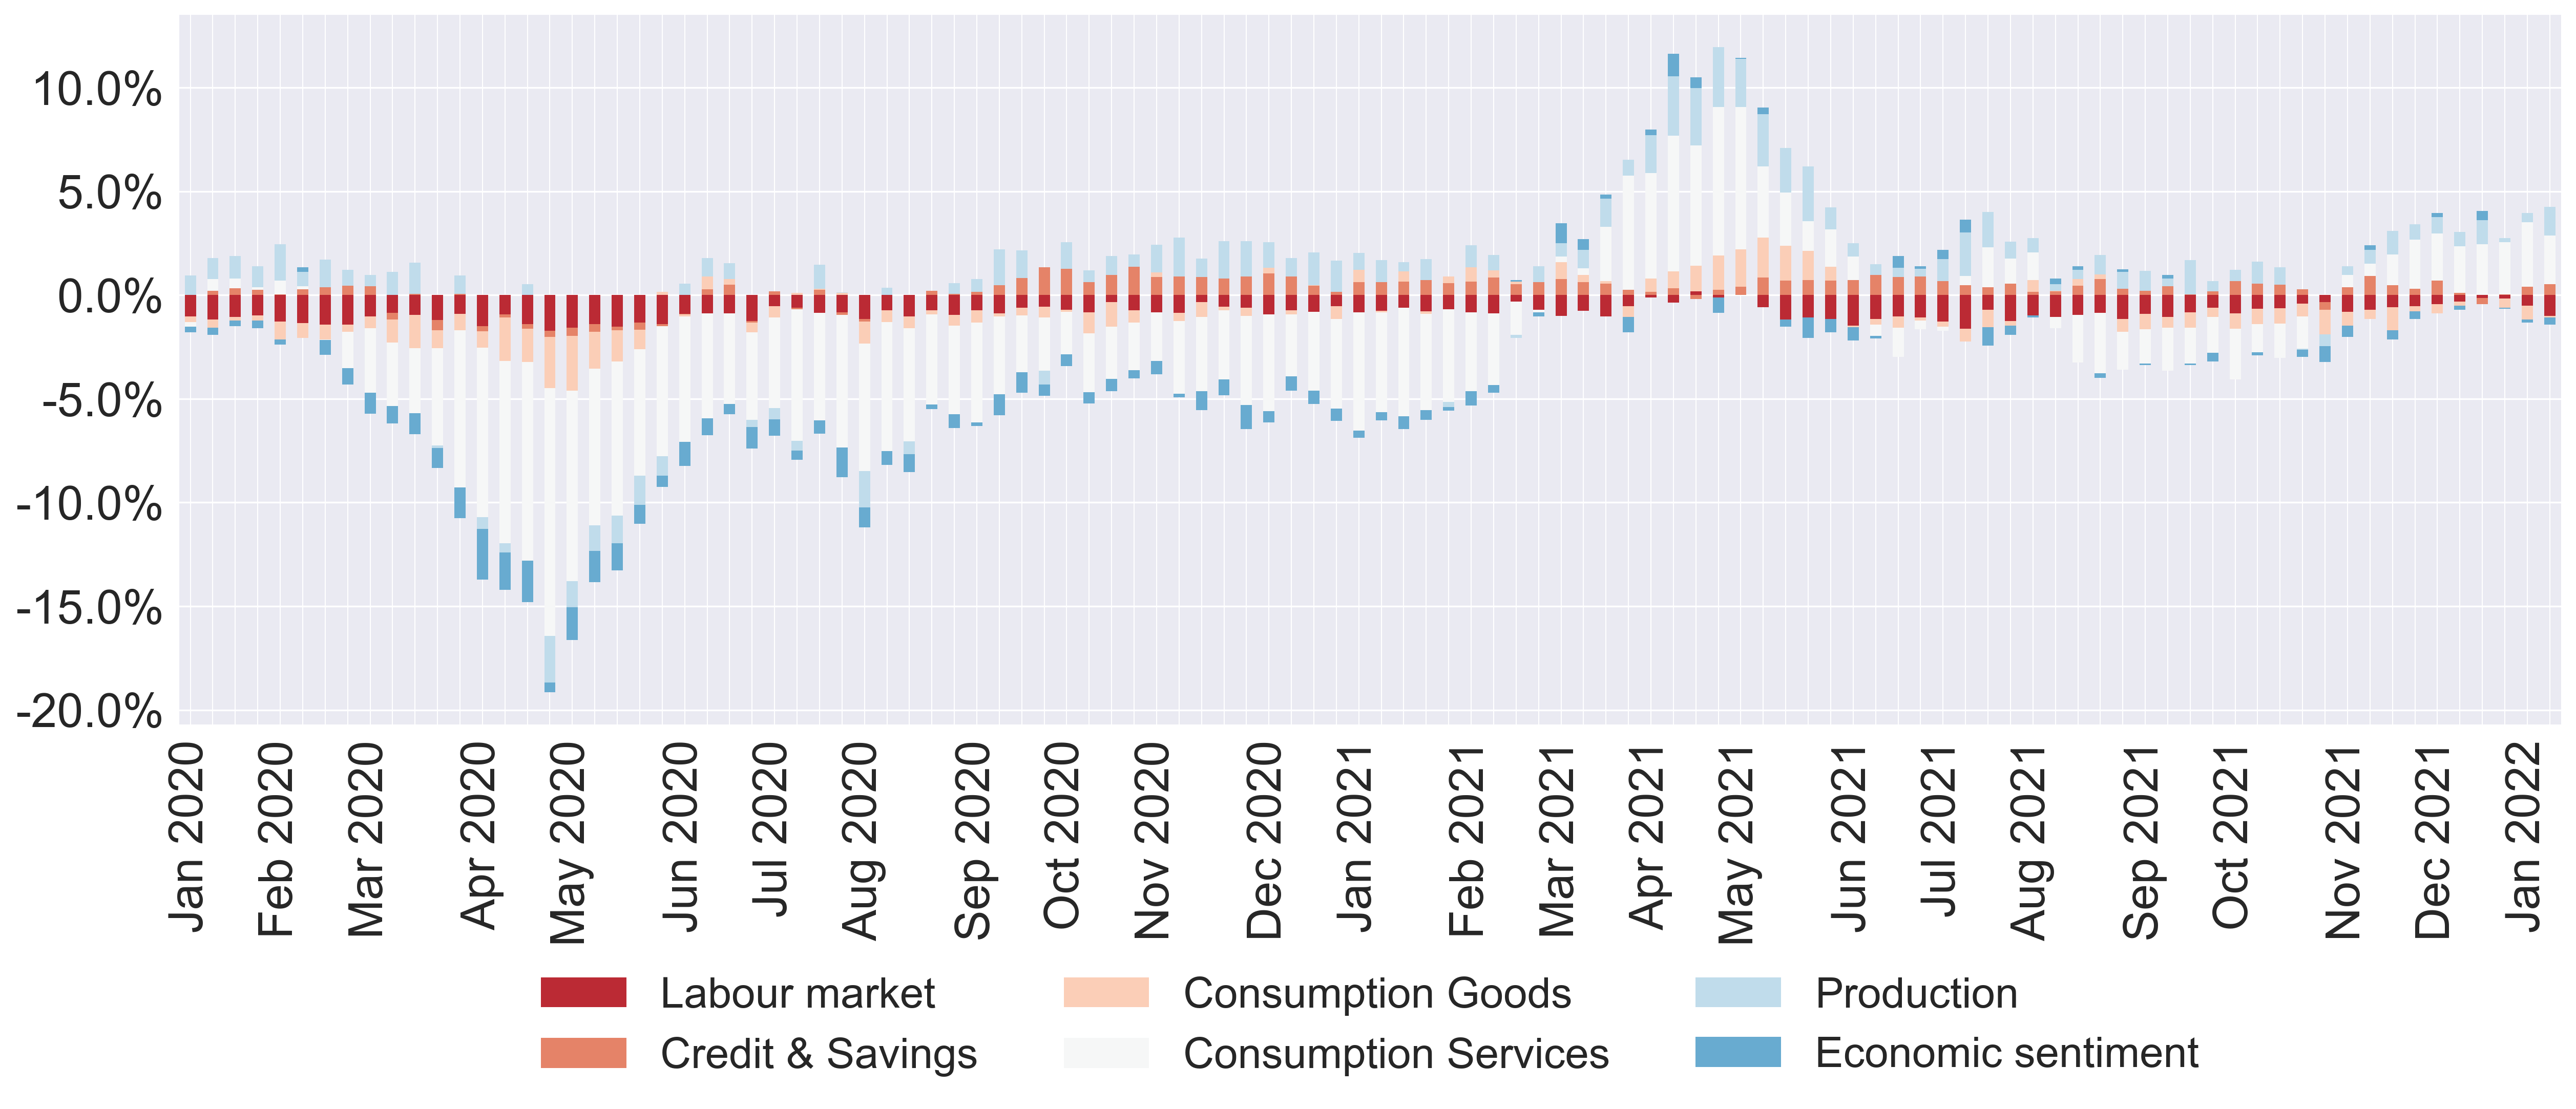 10.0%
5.0%
0.0%
-5.0%
-10.0%
-15.0%
-20.0%
Jan 2020
Feb 2020
Mar 2020
Apr 2020
May 2020
Jun 2020
Jul 2020
Aug 2020
Sep 2020
Oct 2020
Nov 2020
Dec 2020
Jan 2021
Feb 2021
Mar 2021
Apr 2021
May 2021
Jun 2021
Jul 2021
Aug 2021
Sep 2021
Oct 2021
Nov 2021
Dec 2021
Jan 2022
Labour market
Consumption Goods
Production
Credit & Savings
Consumption Services
Economic sentiment